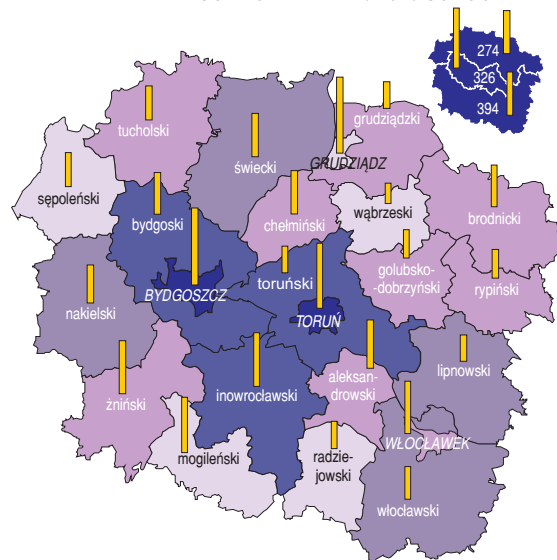 274
326
394
tucholski
grudziądzki
świecki
GRUDZIĄDZ
sępoleński
bydgoski
chełmiński
wąbrzeski
brodnicki
golubsko-
-dobrzyński
rypiński
toruński
BYDGOSZCZ
nakielski
TORUŃ
lipnowski
aleksan-
drowski
żniński
inowrocławski
WŁOCŁAWEK
mogileński
radzie-
jowski
włocławski